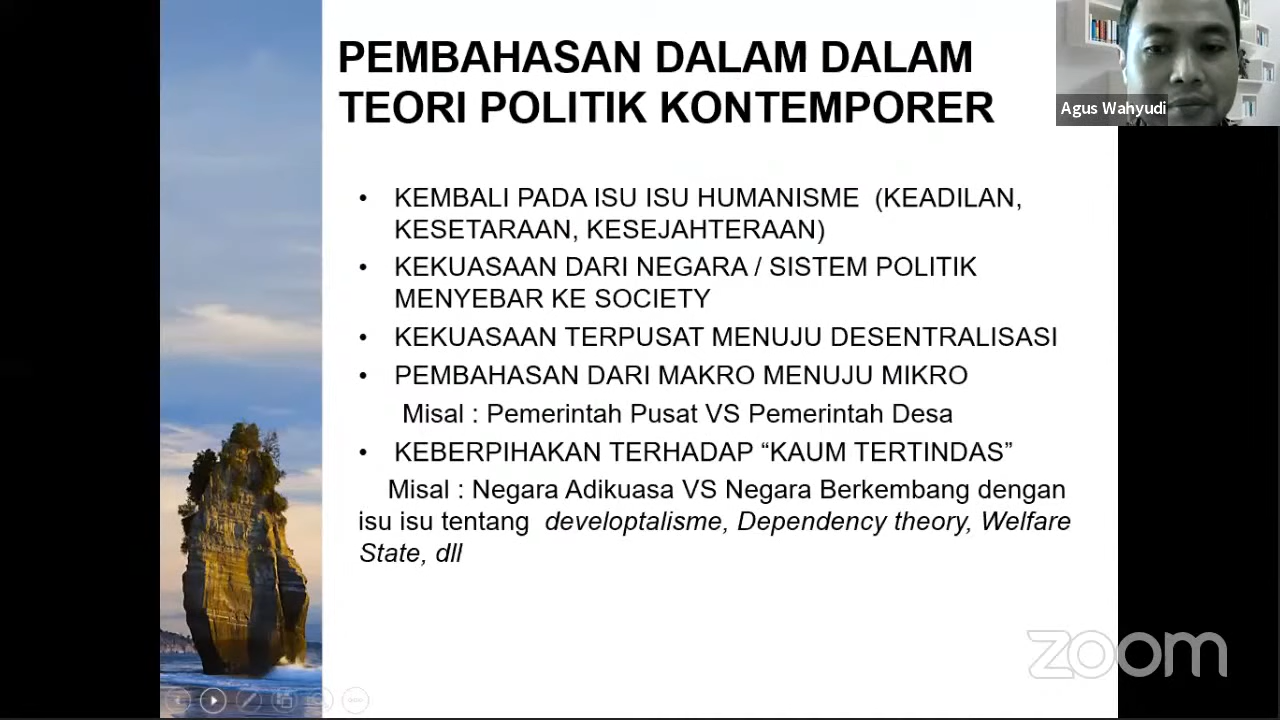 PEMBAHASAN DALAM DALAM
TEORI POLITIK KONTEMPORER
Agus Wahyudi
• KEMBALI PADA ISU ISU HUMANISME (KEADILAN,
KESETARAAN, KESEJAHTERAAN)
• KEKUASAAN DARI NEGARA / SISTEM POLITIK
MENYEBAR KE SOCIETY
• KEKUASAAN TERPUSAT MENUJU DESENTRALISASI
• PEMBAHASAN DARI MAKRO MENUJU MIKRO
Misal : Pemerintah Pusat VS Pemerintah Desa
• KEBERPIHAKAN TERHADAP “KAUM TERTINDAS”
Misal : Negara Adikuasa VS Negara Berkembang dengan
isu isu tentang developtalisme, Dependency theory, Welfare
State, dll
zoom